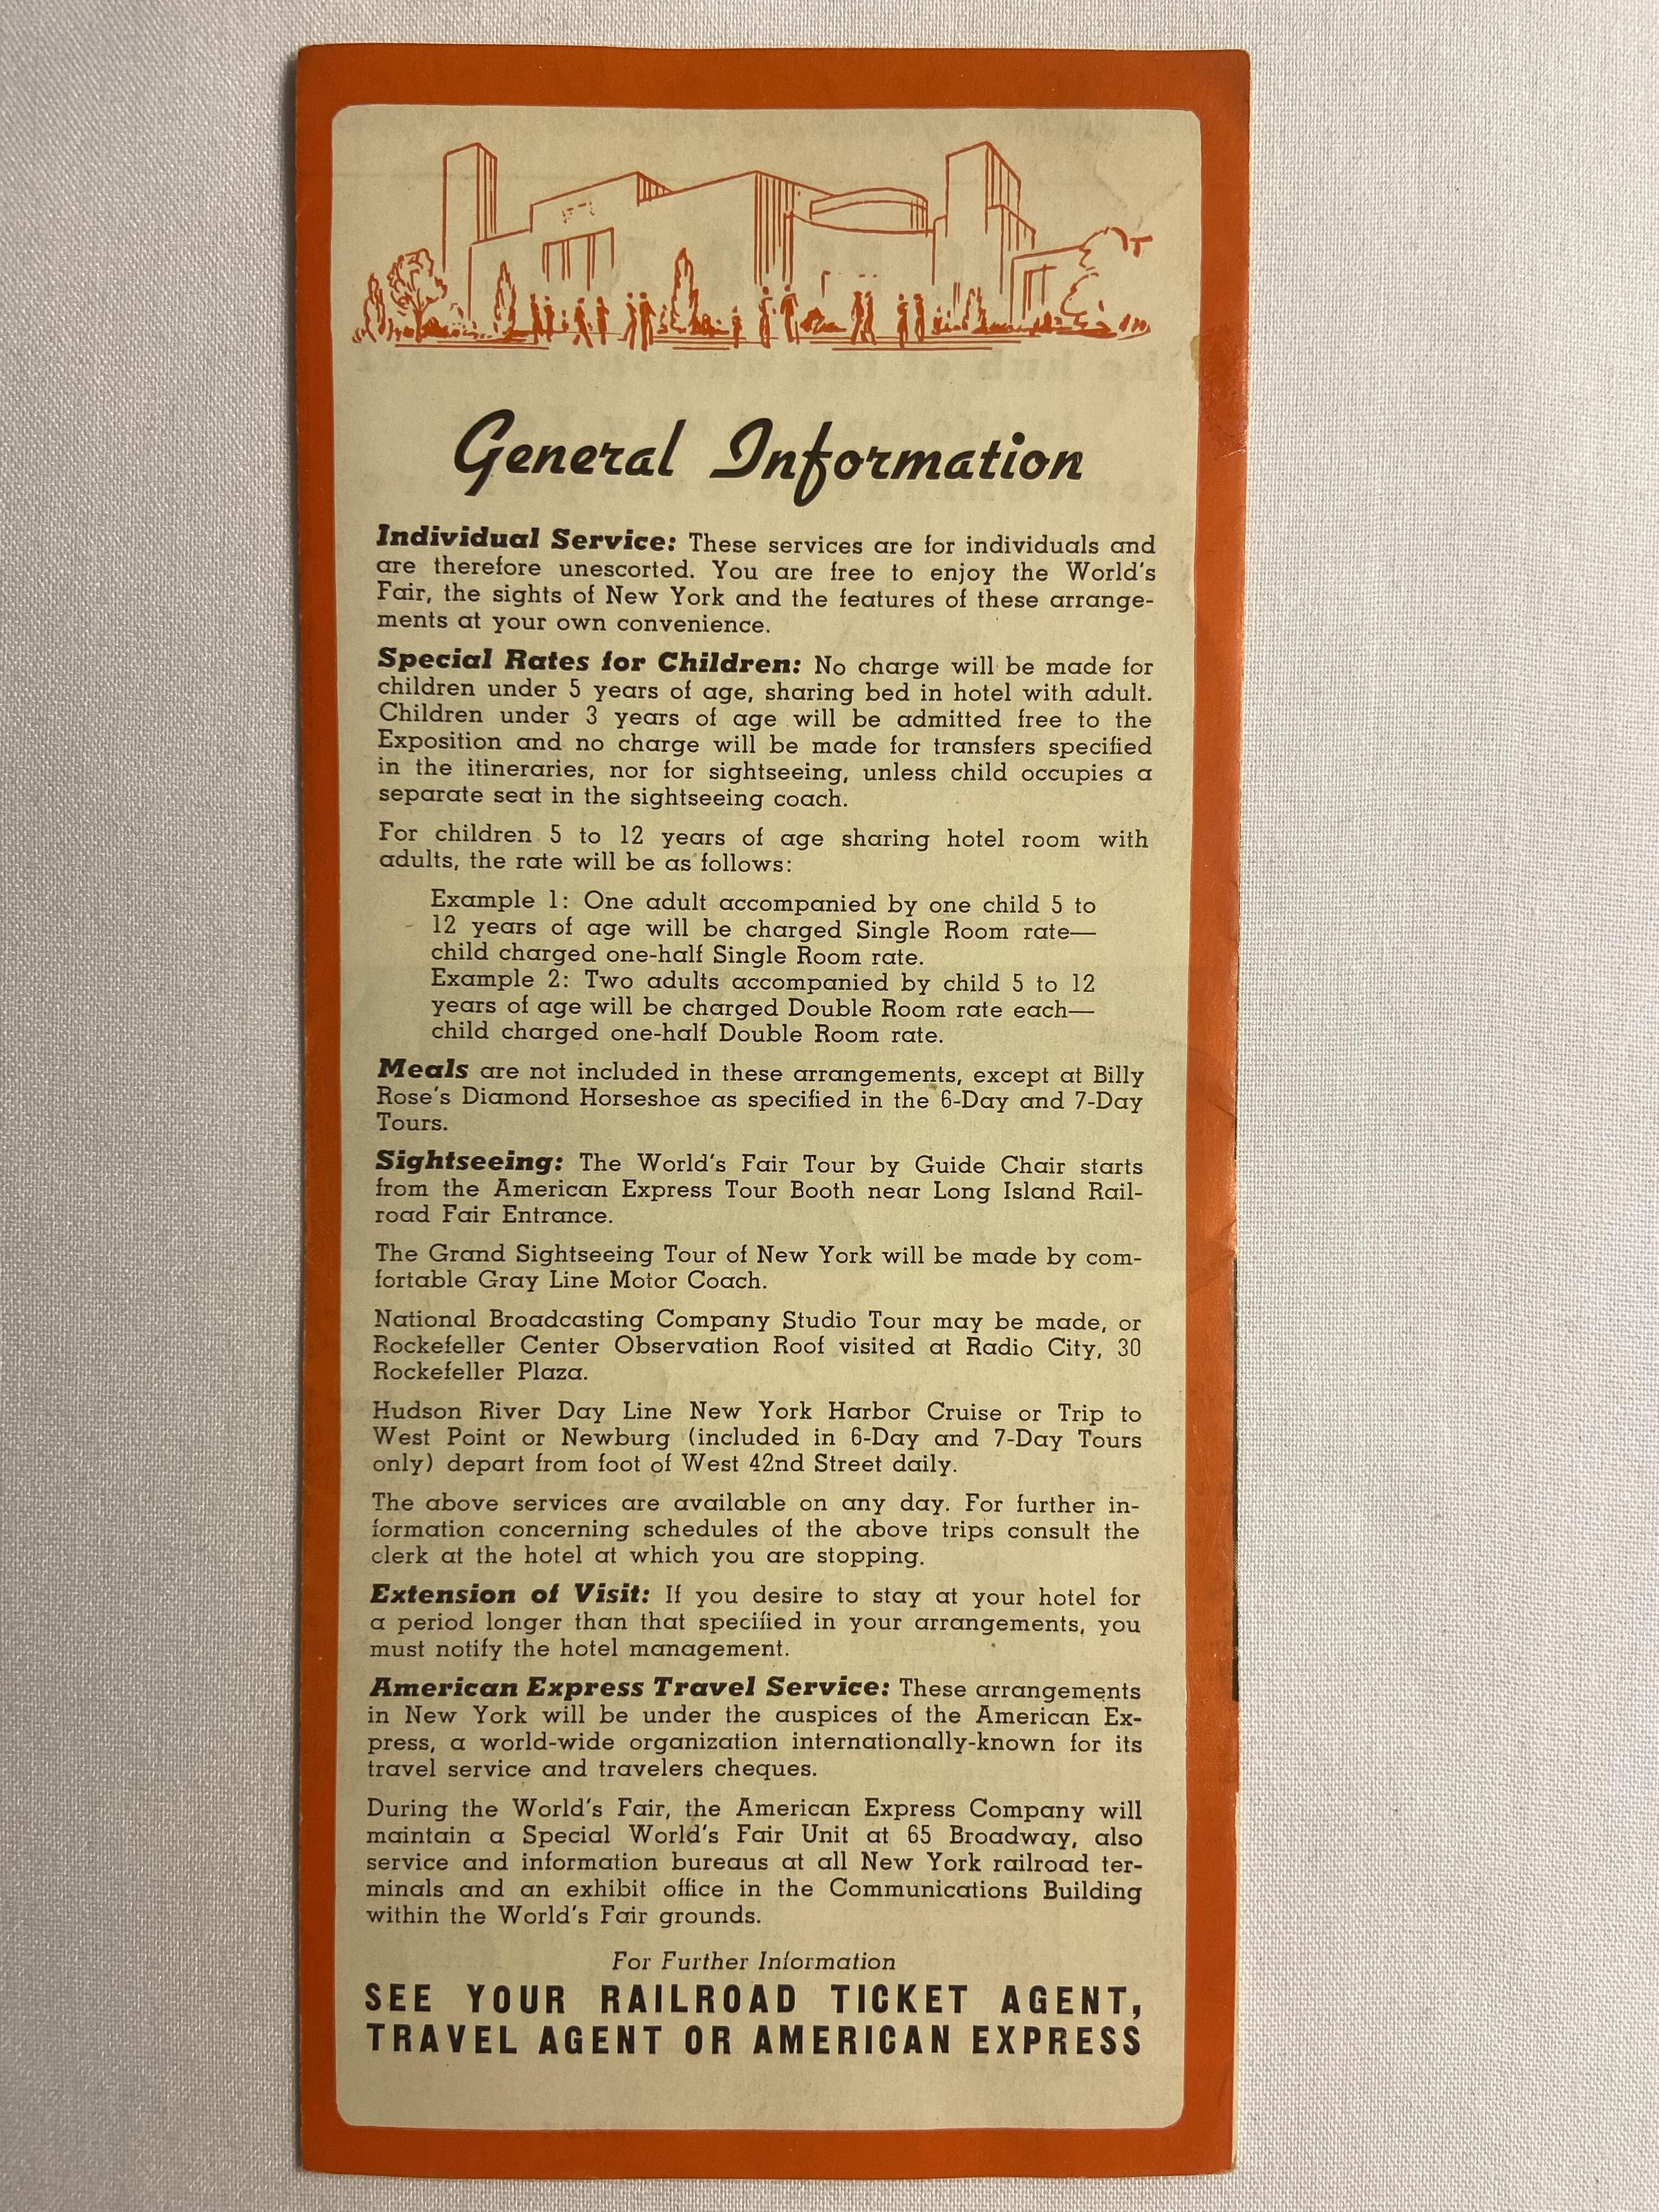 General Information
Individual Service: These services are for individuals and
are therefore unescorted. You are free to enjoy the World's
Fair, the sights of New York and the features of these arrange-
ments at your own convenience.
Special Rates for Children: No charge will be made for
children under 5 years of age, sharing bed in hotel with adult.
Children under 3 years of age will be admitted free to the
Exposition and no charge will be made for transfers specified
in the itineraries, nor for sightseeing, unless child occupies a
separate seat in the sightseeing coach.
For children 5 to 12 years of age sharing hotel room with
adults, the rate will be as follows:
Example 1: One adult accompanied by one child 5 to
12 years of age will be charged Single Room rate—
child charged one-half Single Room rate.
Example 2: Two adults accompanied by child 5 to 12
years of age will be charged Double Room rate each—
child charged one-half Double Room rate.
Meals are not included in these arrangements, except at Billy
Rose's Diamond Horseshoe as specified in the 6-Day and 7-Day
Tours.
Sightseeing: The World's Fair Tour by Guide Chair starts
from the American Express Tour Booth near Long Island Rail-
road Fair Entrance.
The Grand Sightseeing Tour of New York will be made by com-
fortable Gray Line Motor Coach.
National Broadcasting Company Studio Tour may be made, or
Rockefeller Center Observation Roof visited at Radio City, 30
Rockefeller Plaza.
Hudson River Day Line New York Harbor Cruise or Trip to
West Point or Newburg (included in 6-Day and 7-Day Tours
only) depart from foot of West 42nd Street daily.
The above services are available on any day. For further in-
formation concerning schedules of the above trips consult the
clerk at the hotel at which you are stopping.
Extension of Visit: If you desire to stay at your hotel for
a period longer than that specified in your arrangements, you
must notify the hotel management.
American Express Travel Service: These arrangements
in New York will be under the auspices of the American Ex-
press, a world-wide organization internationally-known for its
travel service and travelers cheques.
During the World's Fair, the American Express Company will
maintain a Special World's Fair Unit at 65 Broadway, also
service and information bureaus at all New York railroad ter-
minals and an exhibit office in the Communications Building
within the World's Fair grounds.
For Further Information
SEE YOUR RAILROAD TICKET AGENT,
TRAVEL AGENT OR AMERICAN EXPRESS